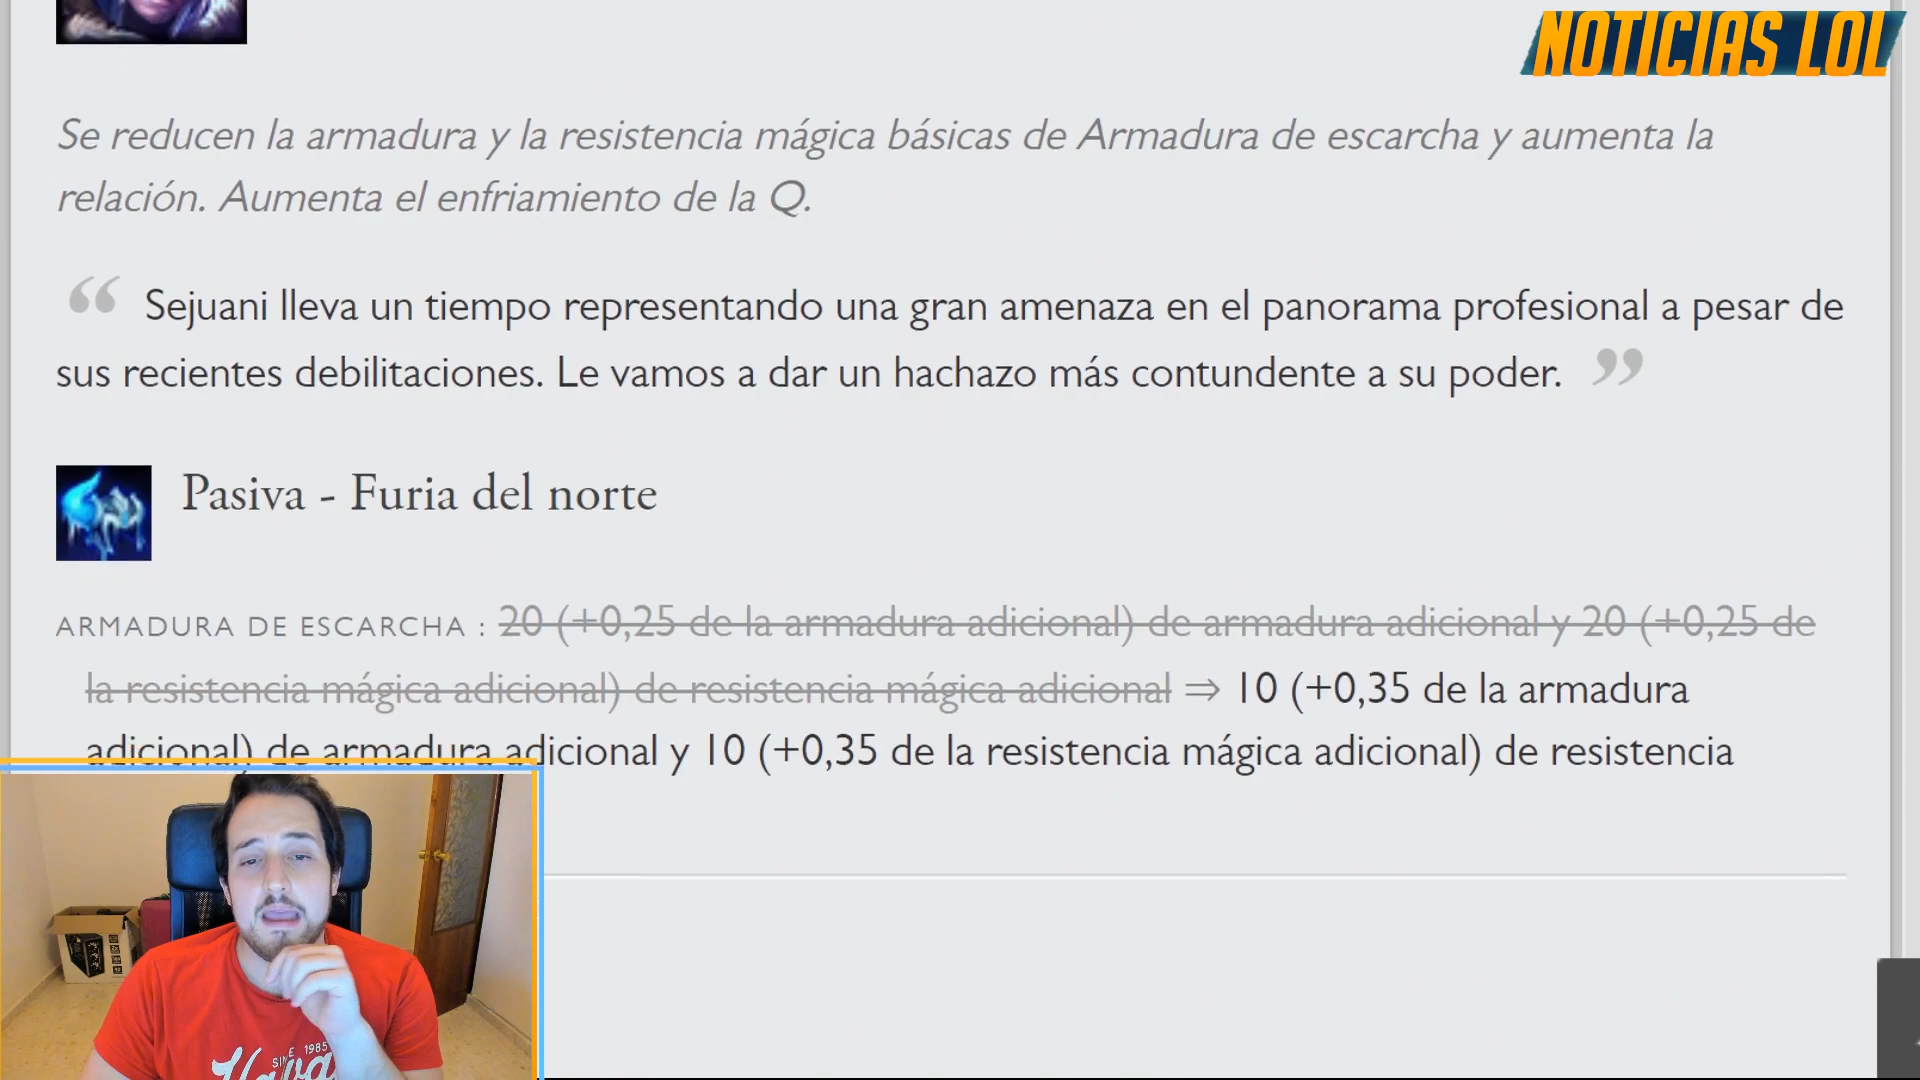 NOTICIAS LOL
Se reducen la armadura y la resistencia mágica básicas de Armadura de escarcha y aumenta la
relación. Aumenta el enfriamiento de la Q.
“ Sejuani lleva un tiempo representando una gran amenaza en el panorama profesional a pesar de
sus recientes debilitaciones. Le vamos a dar un hachazo más contundente a su poder. ”
Pasiva - Furia del norte
ARMADURA DE ESCARCHA : 20 (+0,25 de la armadura adicional) de armadura adicional y 20 (+0,25 de
la resistencia mágica adicional) de resistencia mágica adicional ⇒ 10 (+0,35 de la armadura
adicional) de armadura adicional y 10 (+0,35 de la resistencia mágica adicional) de resistencia
SINCE 1985